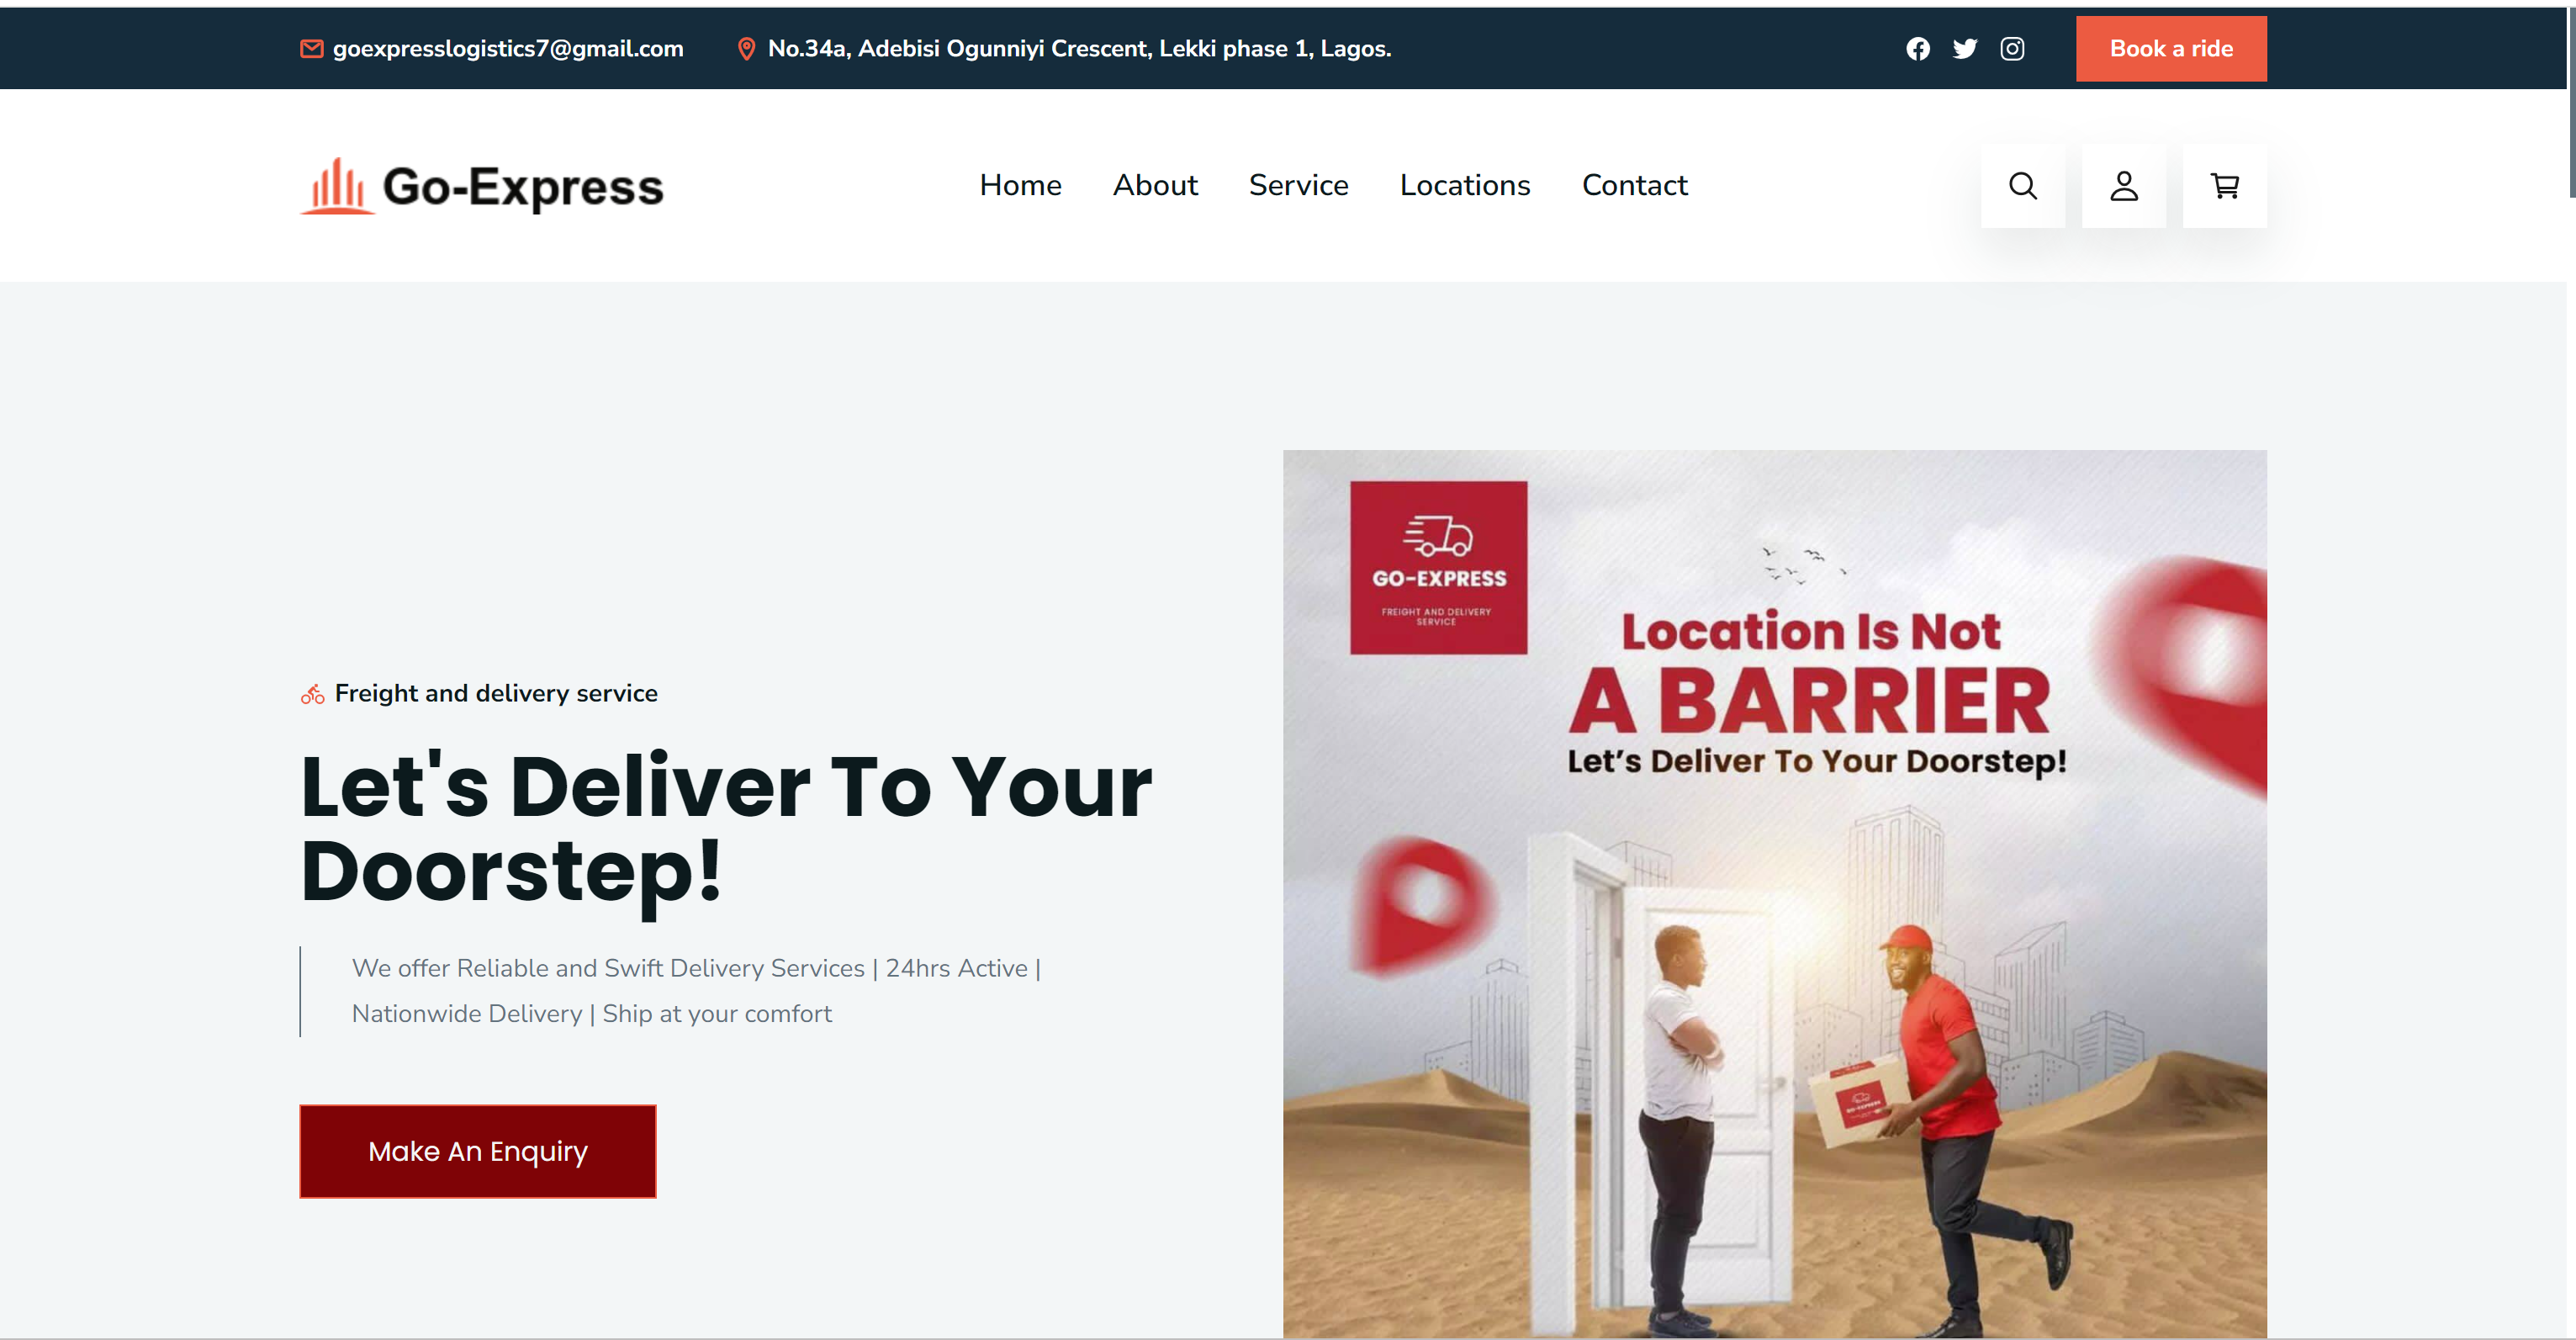 goexpresslogistics7@gmail.com
No.34a, Adebisi Ogunniyi Crescent, Lekki phase 1, Lagos.
Book a ride
Go-Express
Home
About
Service
Locations
Contact
Freight and delivery service
Let's Deliver To Your
Doorstep!
We offer Reliable and Swift Delivery Services | 24hrs Active |
Nationwide Delivery | Ship at your comfort
Make An Enquiry
GO-EXPRESS
FREIGHT AND DELIVERY
SERVICE
Location Is Not
A BARRIER
Let’s Deliver To Your Doorstep!
GO-EXPRESS